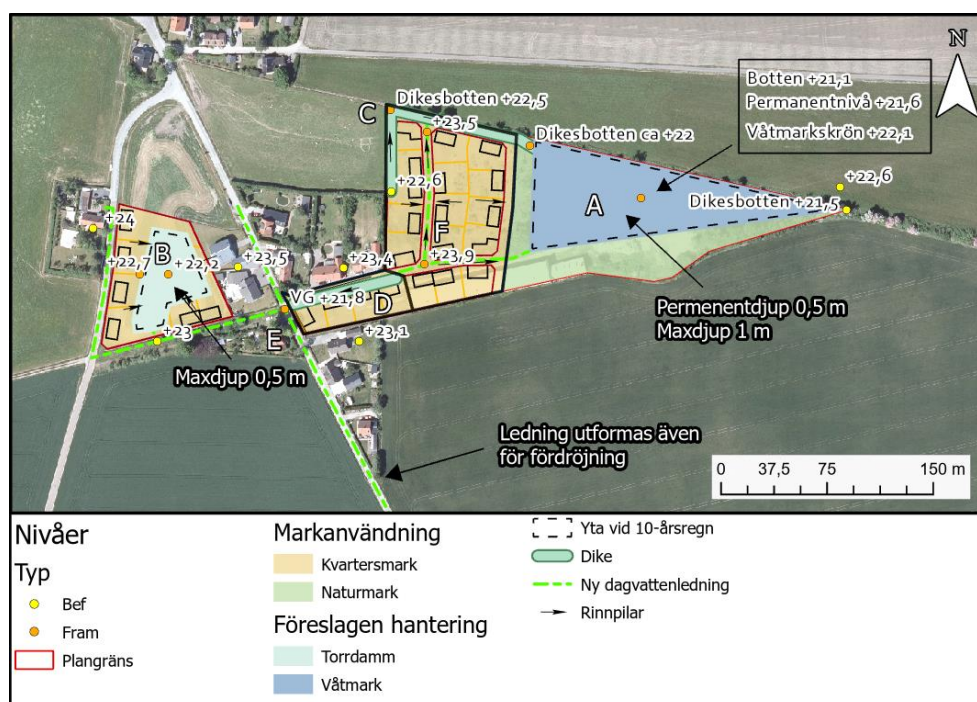 N
Botten +21,1
Permanentnivå +21,6
Våtmarkskrön +22,1
C
Dikesbotten +22,5
+23,5
Dikesbotten ca +22
+22,6
+22,6
A
Dikesbotten +21,5
F
+24
B
+22,7
+22,2
+23,5
+23,4
+23,9
VG +21,8
D
E
+23
+23,1
Permenentdjup 0,5 m
Maxdjup 1 m
Maxdjup 0,5 m
Ledning utformas även
för fördröjning
0 37,5 75 150 m
Nivåer
Typ
Bef
Fram
Plangräns
Markanvändning
Kvartersmark
Naturmark
Föreslagen hantering
Torrdamm
Våtmark
Yta vid 10-årsregn
Dike
Ny dagvattenledning
Rinnpilar